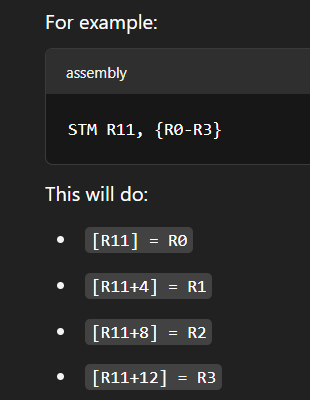 For example:
assembly
STM R11, {R0-R3}
This will do:
• [R11] = R0
• [R11+4] = R1
• [R11+8] = R2
• [R11+12] = R3